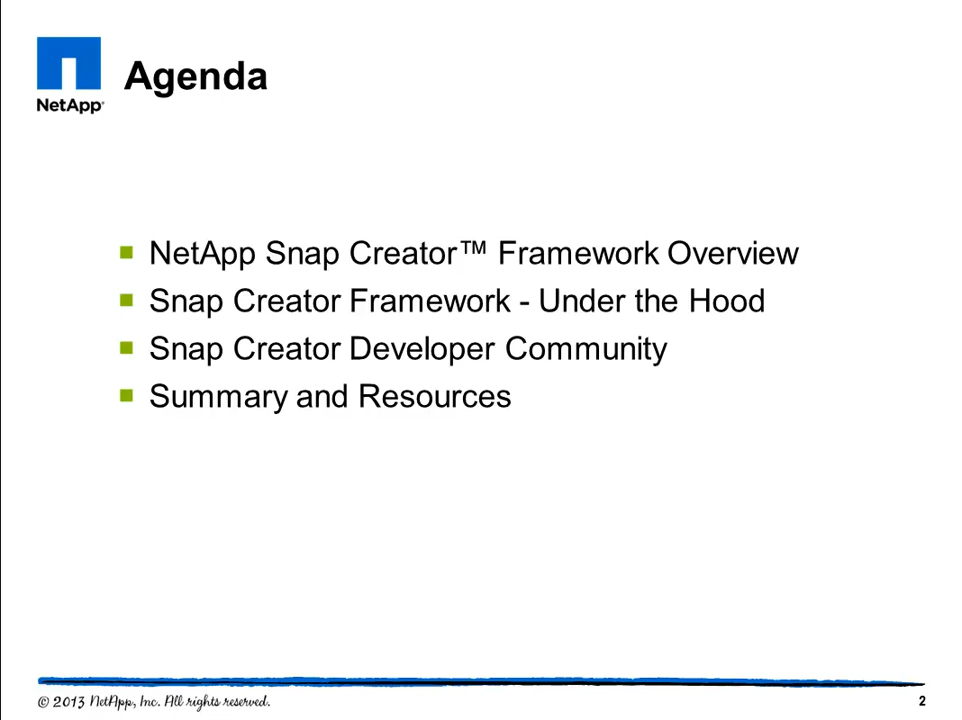 NetApp®
Agenda
NetApp Snap Creator™ Framework Overview
Snap Creator Framework - Under the Hood
Snap Creator Developer Community
Summary and Resources
© 2013 NetApp, Inc. All rights reserved.
2